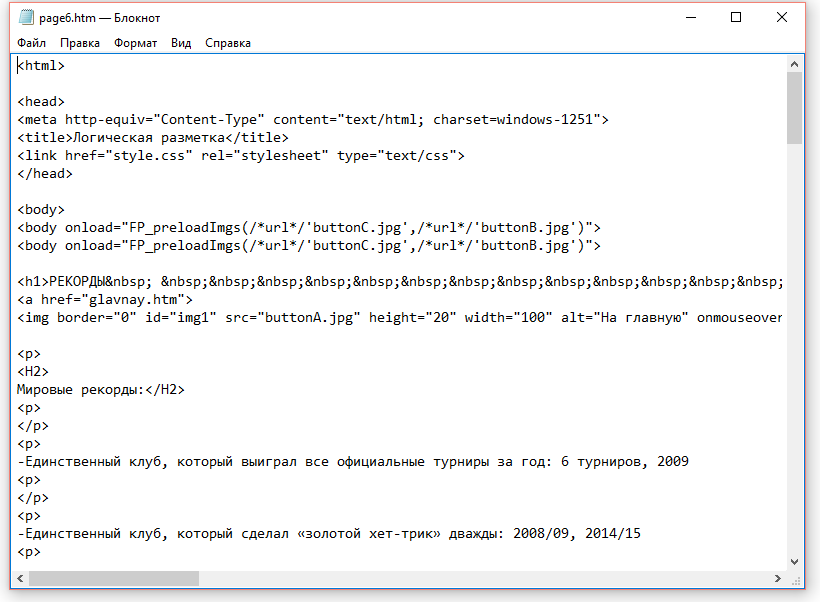 page6.htm — Блокнот
Файл Правка Формат Вид Справка
<html>
<head>
<meta http-equiv="Content-Type" content="text/html; charset=windows-1251">
<title>Логическая разметка</title>
<link href="style.css" rel="stylesheet" type="text/css">
</head>
<body>
<body onload="FP_preloadImgs(/*url*/'buttonC.jpg',/*url*/'buttonB.jpg')">
<body onload="FP_preloadImgs(/*url*/'buttonC.jpg',/*url*/'buttonB.jpg')">
<h1>РЕКОРДЫ&nbsp; &nbsp;&nbsp;&nbsp;&nbsp;&nbsp;&nbsp;&nbsp;&nbsp;&nbsp;&nbsp;&nbsp;&nbsp;&nbsp;
<a href="glavnay.htm">
<img border="0" id="img1" src="buttonA.jpg" height="20" width="100" alt="На главную" onmouseover
<p>
<H2>
Мировые рекорды:</H2>
<p>
</p>
<p>
-Единственный клуб, который выиграл все официальные турниры за год: 6 турниров, 2009
<p>
</p>
<p>
-Единственный клуб, который сделал «золотой хет-трик» дважды: 2008/09, 2014/15
<p>